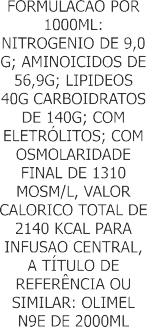 FORMULACAO POR
1000ML:
NITROGENIO DE 9,0
G; AMINOICIDOS DE
56,9G; LIPIDEOS
40G CARBOIDRATOS
DE 140G; COM
ELETRÓLITOS; COM
OSMOLARIDADE
FINAL DE 1310
MOSM/L, VALOR
CALORICO TOTAL DE
2140 KCAL PARA
INFUSAO CENTRAL,
A TÍTULO DE
REFERÊNCIA OU
SIMILAR: OLIMEL
N9E DE 2000ML